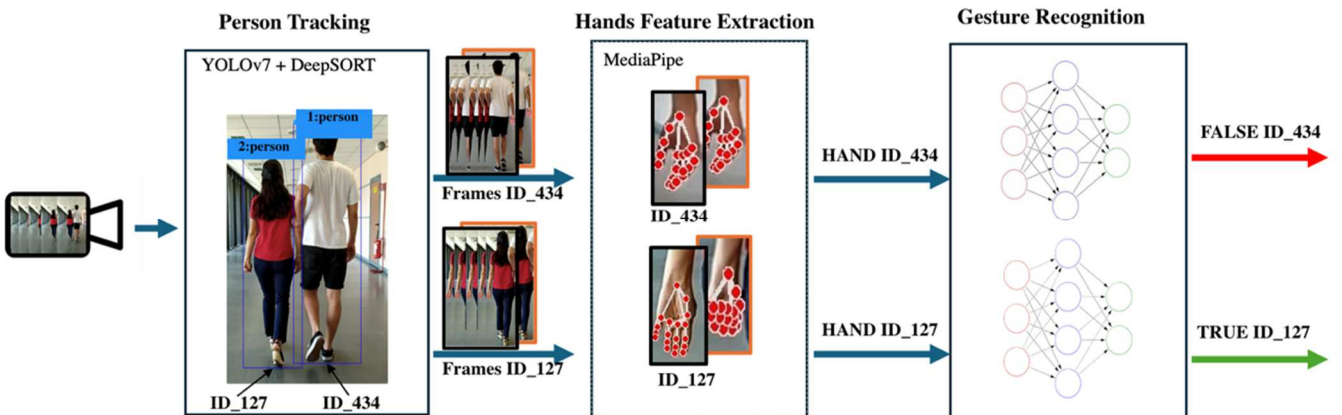 Person Tracking
Hands Feature Extraction
Gesture Recognition
YOLOv7 + DeepSORT
1:person
2:person
ID_127
ID_434
Frames ID_434
Frames ID_127
MediaPipe
ID_434
ID_127
HAND ID_434
HAND ID_127
FALSE ID_434
TRUE ID_127